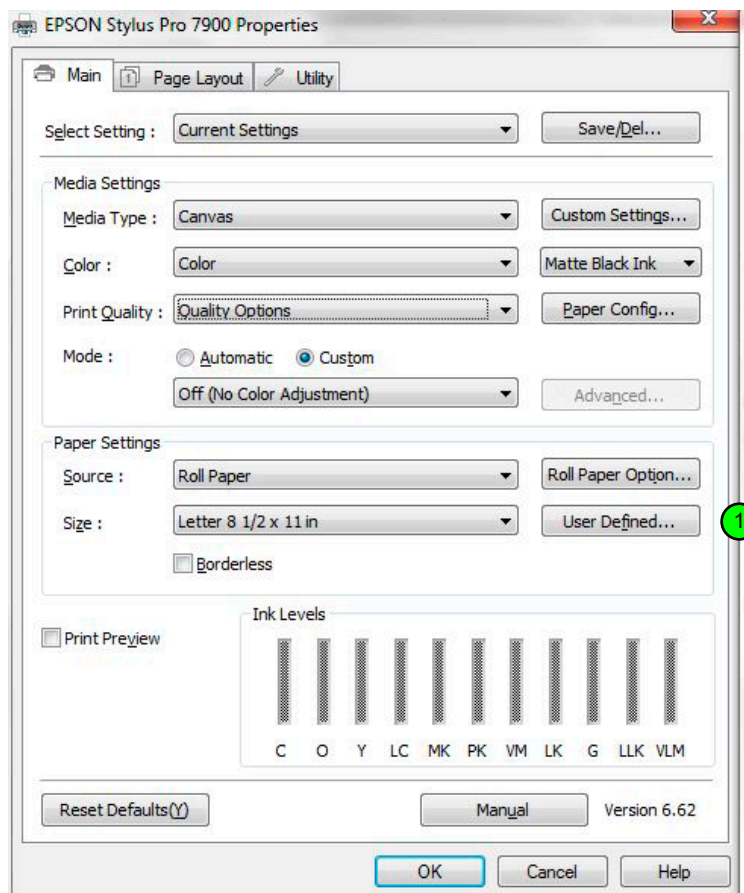 EPSON Stylus Pro 7900 Properties
X
Main 1 Page Layout Utility
Select Setting : Current Settings Save/Del...
Media Settings
Media Type : Canvas Custom Settings...
Color : Color Matte Black Ink
Print Quality : Quality Options Paper Config...
Mode : Automatic Custom
Off (No Color Adjustment) Advanced...
Paper Settings
Source : Roll Paper Roll Paper Option...
Size : Letter 8 1/2 x 11 in User Defined... 1
Borderless
Print Preview Ink Levels
C O Y LC MK PK VM LK G LLK VLM
Reset Defaults(Y) Manual Version 6.62
OK Cancel Help